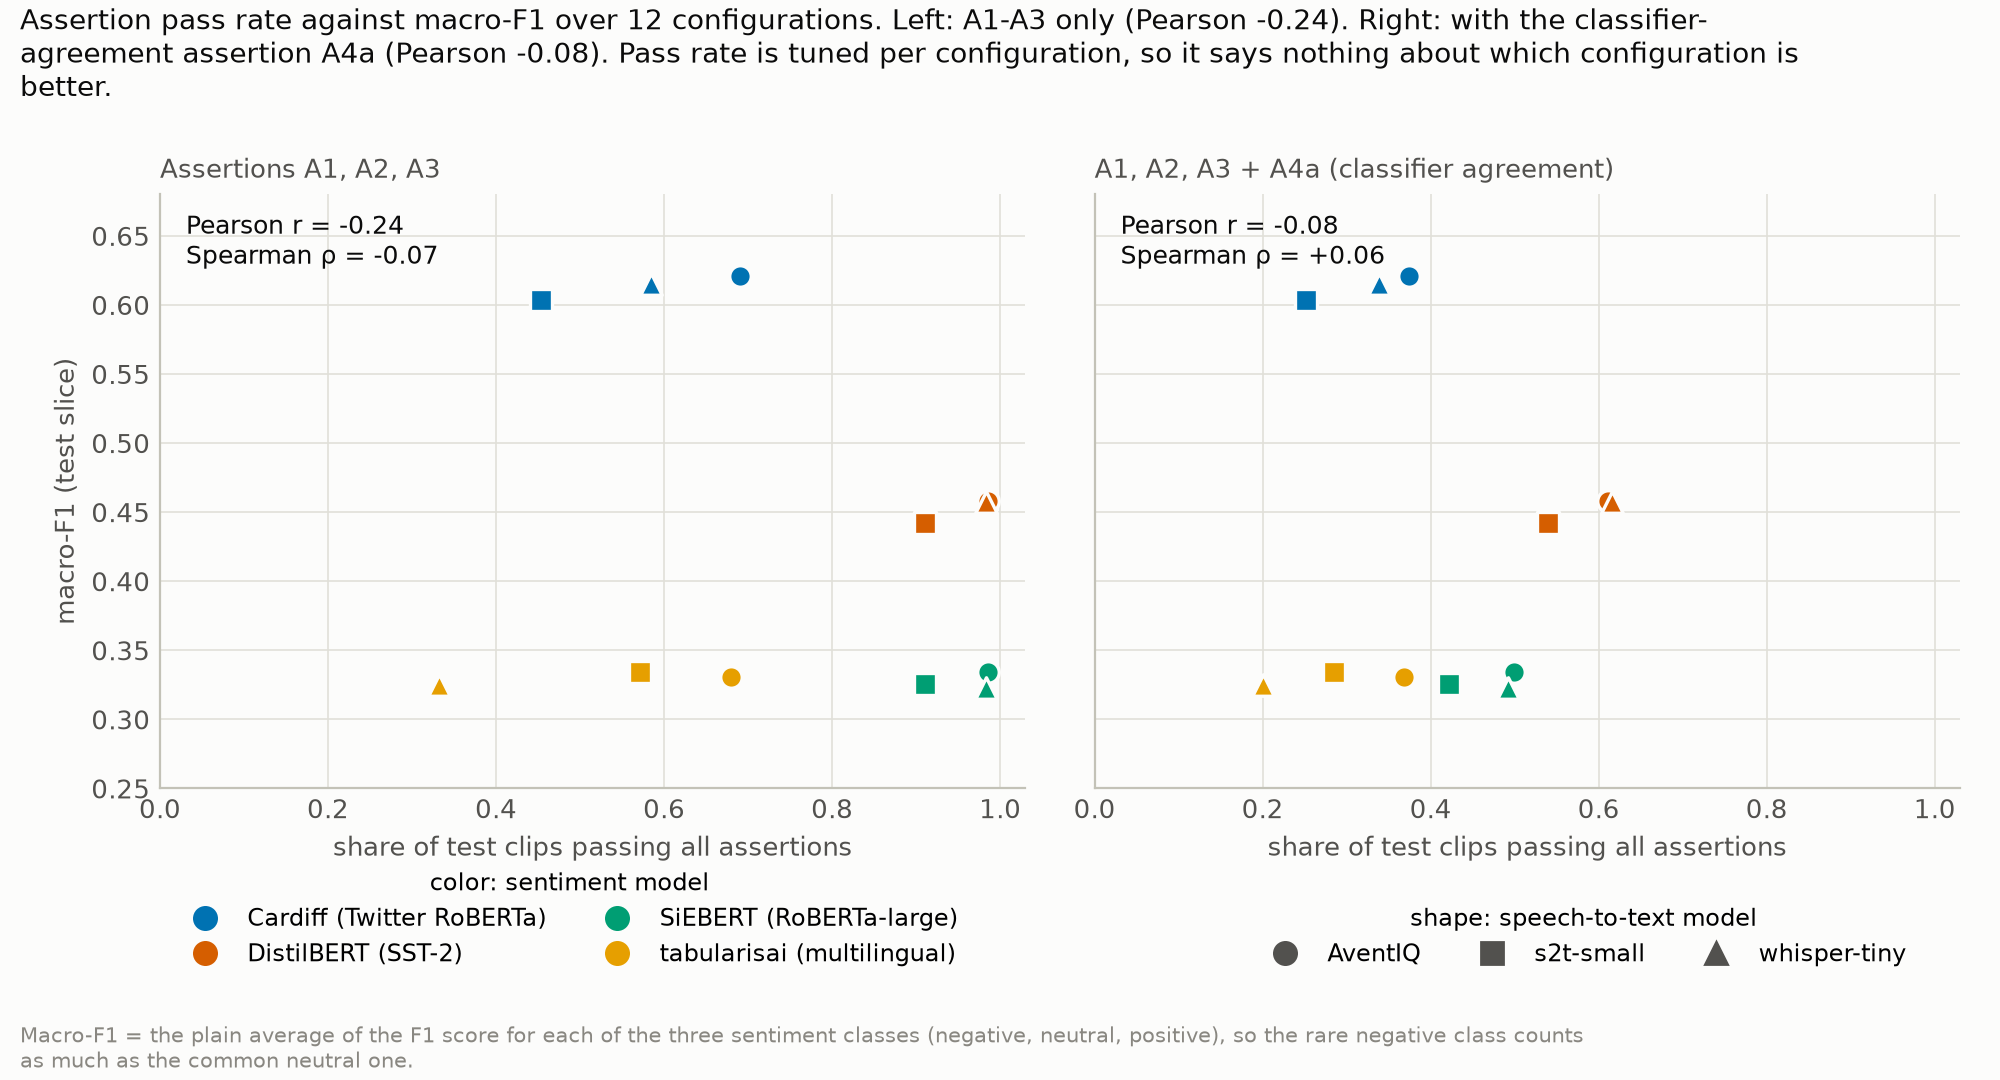 Assertion pass rate against macro-F1 over 12 configurations. Left: A1-A3 only (Pearson -0.24). Right: with the classifier-
agreement assertion A4a (Pearson -0.08). Pass rate is tuned per configuration, so it says nothing about which configuration is
better.
Assertions A1, A2, A3
Pearson r = -0.24
Spearman ρ = -0.07
macro-F1 (test slice)
0.65
0.60
0.55
0.50
0.45
0.40
0.35
0.30
0.25
0.0 0.2 0.4 0.6 0.8 1.0
share of test clips passing all assertions
A1, A2, A3 + A4a (classifier agreement)
Pearson r = -0.08
Spearman ρ = +0.06
0.0 0.2 0.4 0.6 0.8 1.0
share of test clips passing all assertions
color: sentiment model
Cardiff (Twitter RoBERTa) SiEBERT (RoBERTa-large)
DistilBERT (SST-2) tabularisai (multilingual)
shape: speech-to-text model
AventIQ s2t-small whisper-tiny
Macro-F1 = the plain average of the F1 score for each of the three sentiment classes (negative, neutral, positive), so the rare negative class counts
as much as the common neutral one.